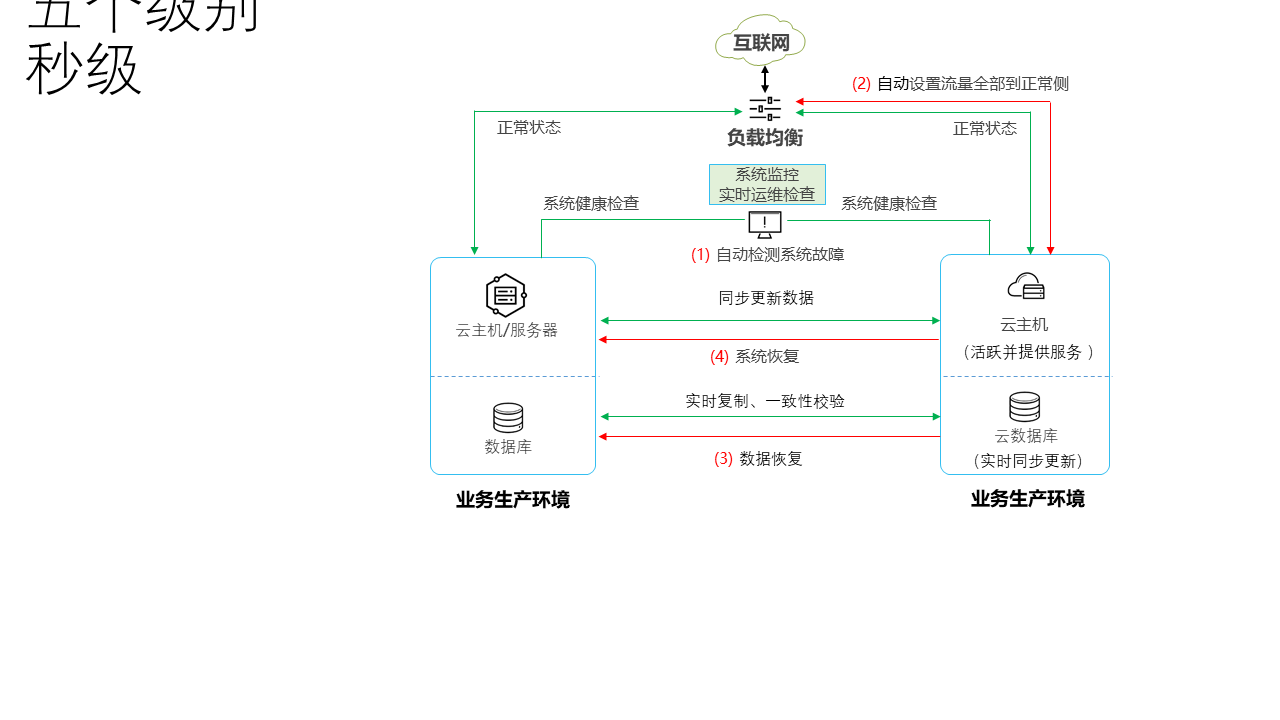 五个级别
秒级
互联网
(2) 自动设置流量全部到正常侧
正常状态
正常状态
负载均衡
系统监控
实时运维检查
系统健康检查
系统健康检查
(1) 自动检测系统故障
同步更新数据
云主机/服务器
云主机
（活跃并提供服务 ）
(4) 系统恢复
实时复制、一致性校验
数据库
云数据库
（实时同步更新）
(3) 数据恢复
业务生产环境
业务生产环境